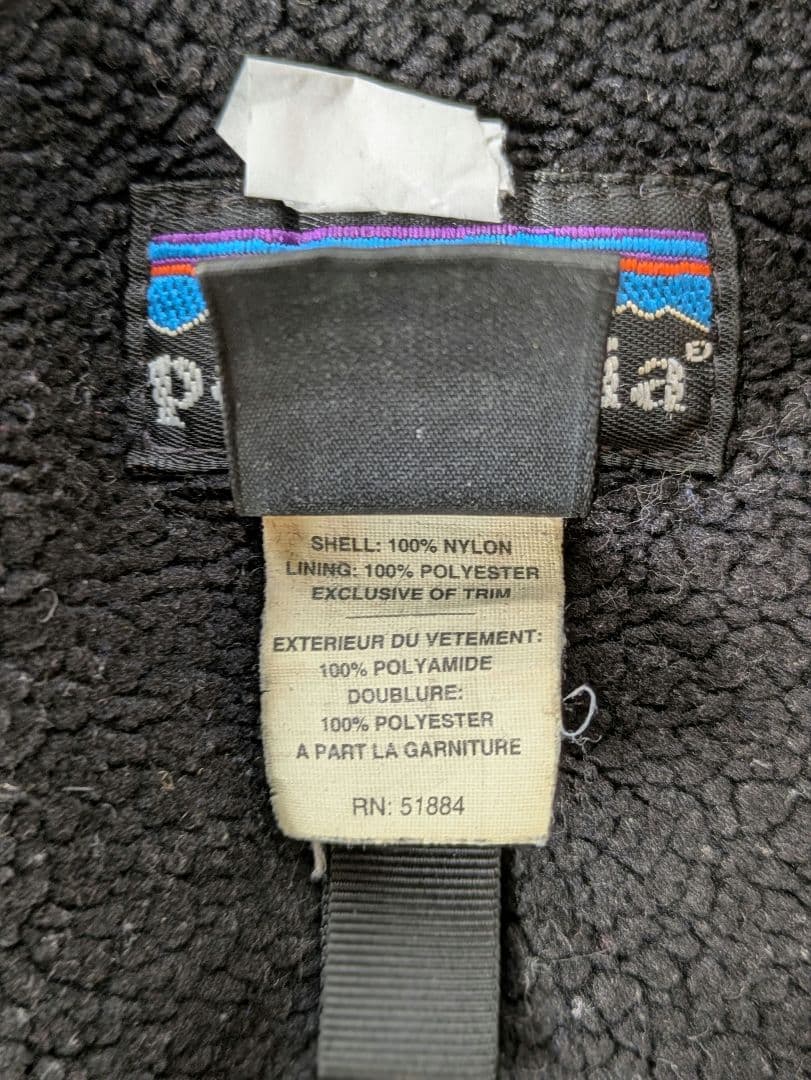 SHELL: 100% NYLON
LINING: 100% POLYESTER
EXCLUSIVE OF TRIM
EXTERIEUR DU VETEMENT:
100% POLYAMIDE
DOUBLURE:
100% POLYESTER
A PART LA GARNITURE
RN: 51884